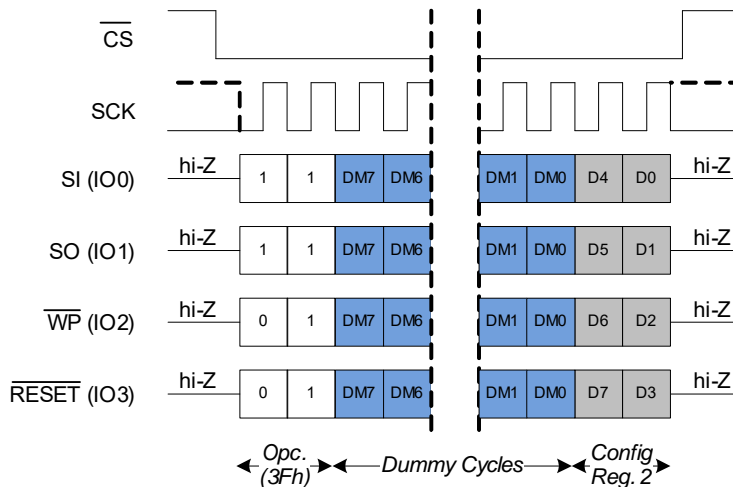 CS
SCK
SI (IO0) hi-Z 1 1 DM7 DM6 DM1 DM0 D4 D0 hi-Z
SO (IO1) hi-Z 1 1 DM7 DM6 DM1 DM0 D5 D1 hi-Z
WP (IO2) hi-Z 0 1 DM7 DM6 DM1 DM0 D6 D2 hi-Z
RESET (IO3) hi-Z 0 1 DM7 DM6 DM1 DM0 D7 D3 hi-Z
Opc. Dummy Cycles Config
(3Fh) Reg. 2